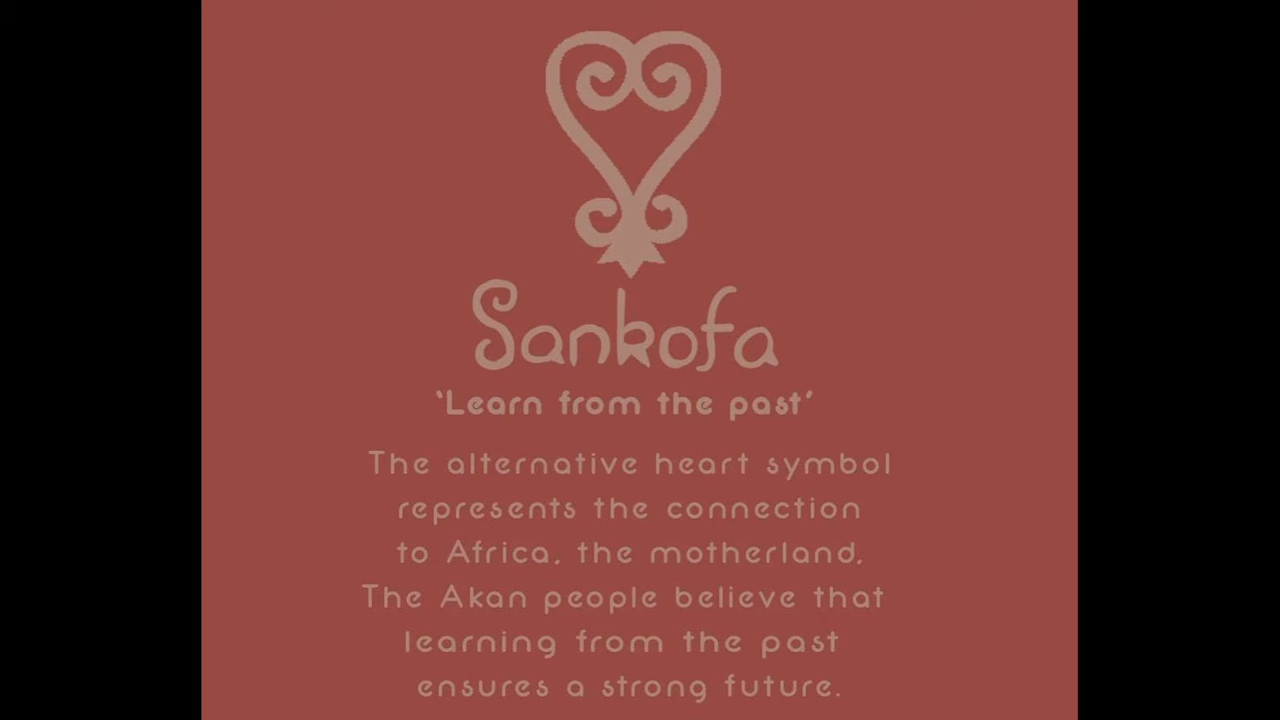 Sankofa
‘Learn from the past’
The alternative heart symbol
represents the connection
to Africa, the motherland,
The Akan people believe that
learning from the past
ensures a strong future.